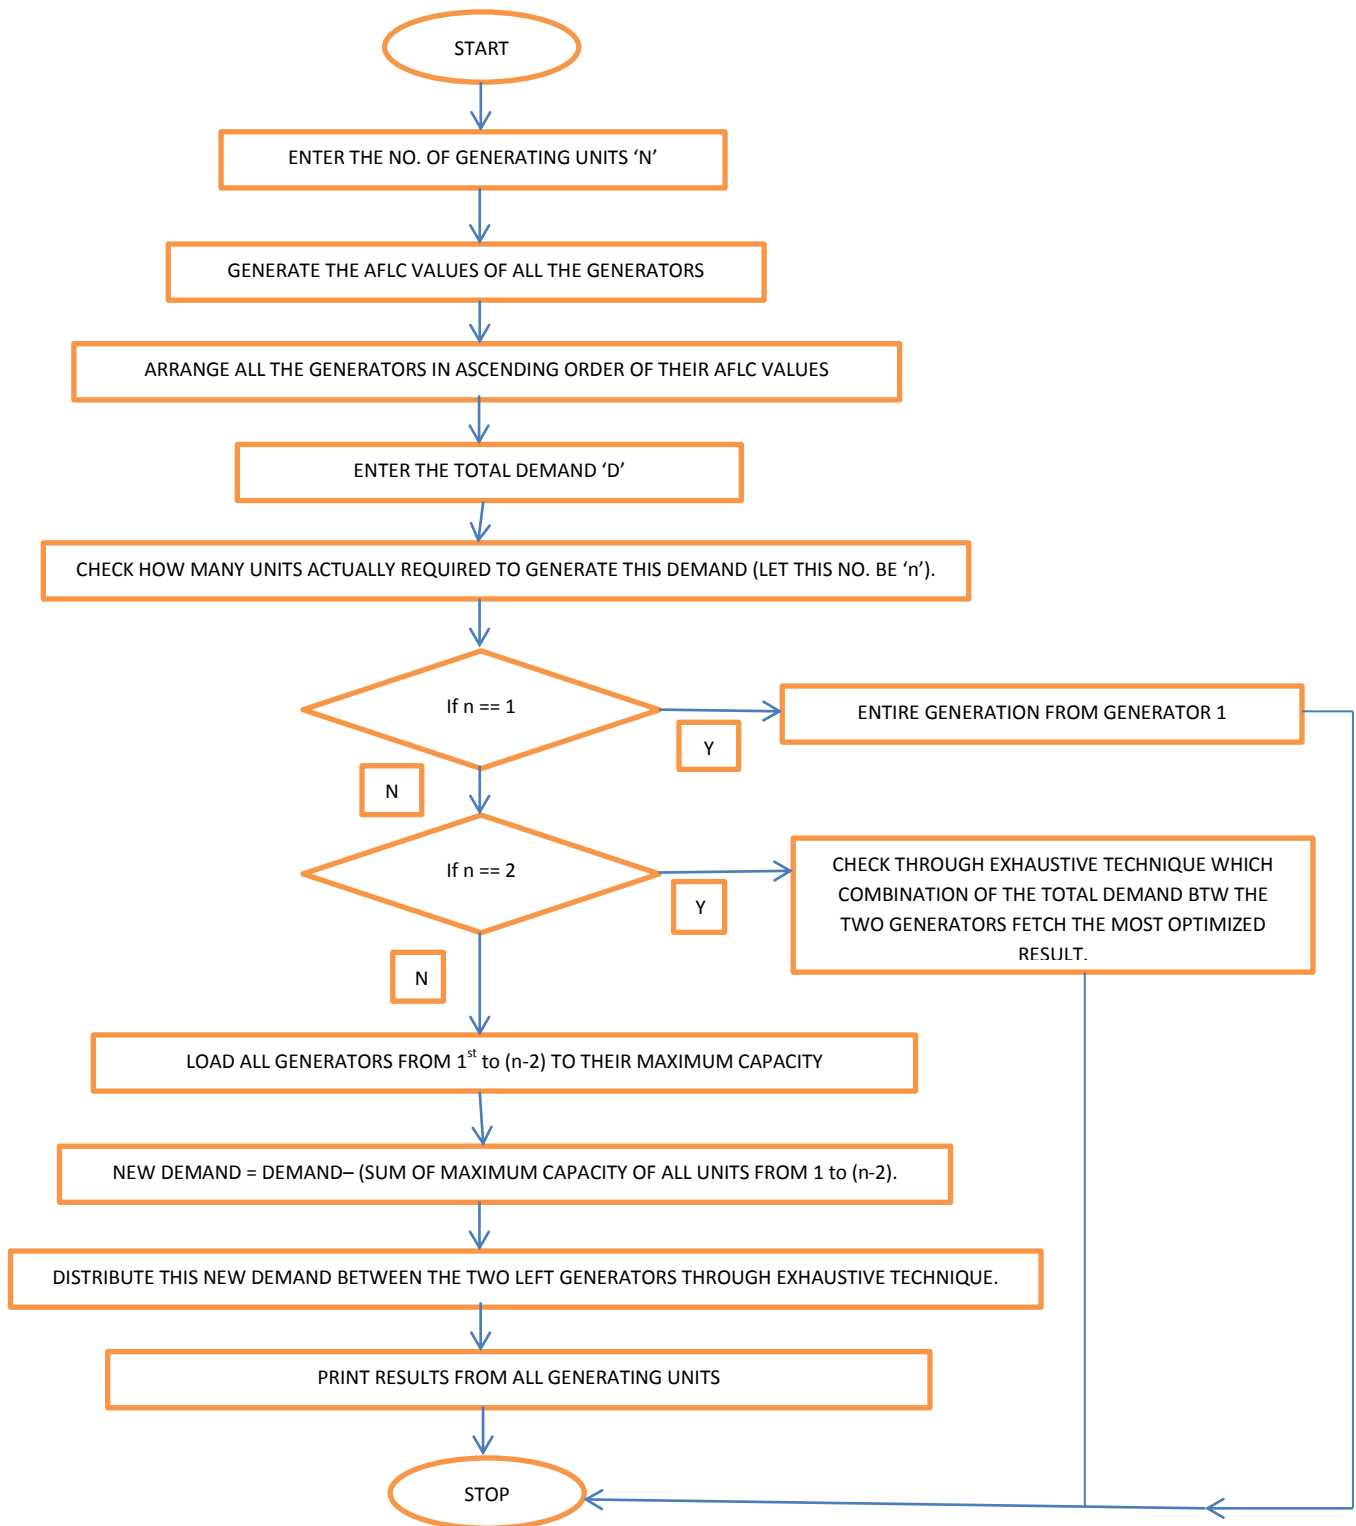 START
ENTER THE NO. OF GENERATING UNITS ‘N’
GENERATE THE AFLC VALUES OF ALL THE GENERATORS
ARRANGE ALL THE GENERATORS IN ASCENDING ORDER OF THEIR AFLC VALUES
ENTER THE TOTAL DEMAND ‘D’
CHECK HOW MANY UNITS ACTUALLY REQUIRED TO GENERATE THIS DEMAND (LET THIS NO. BE ‘n’).
If n == 1
ENTIRE GENERATION FROM GENERATOR 1
Y
N
If n == 2
CHECK THROUGH EXHAUSTIVE TECHNIQUE WHICH
COMBINATION OF THE TOTAL DEMAND BTW THE
TWO GENERATORS FETCH THE MOST OPTIMIZED
RESULT.
Y
N
LOAD ALL GENERATORS FROM 1st to (n-2) TO THEIR MAXIMUM CAPACITY
NEW DEMAND = DEMAND– (SUM OF MAXIMUM CAPACITY OF ALL UNITS FROM 1 to (n-2).
DISTRIBUTE THIS NEW DEMAND BETWEEN THE TWO LEFT GENERATORS THROUGH EXHAUSTIVE TECHNIQUE.
PRINT RESULTS FROM ALL GENERATING UNITS
STOP